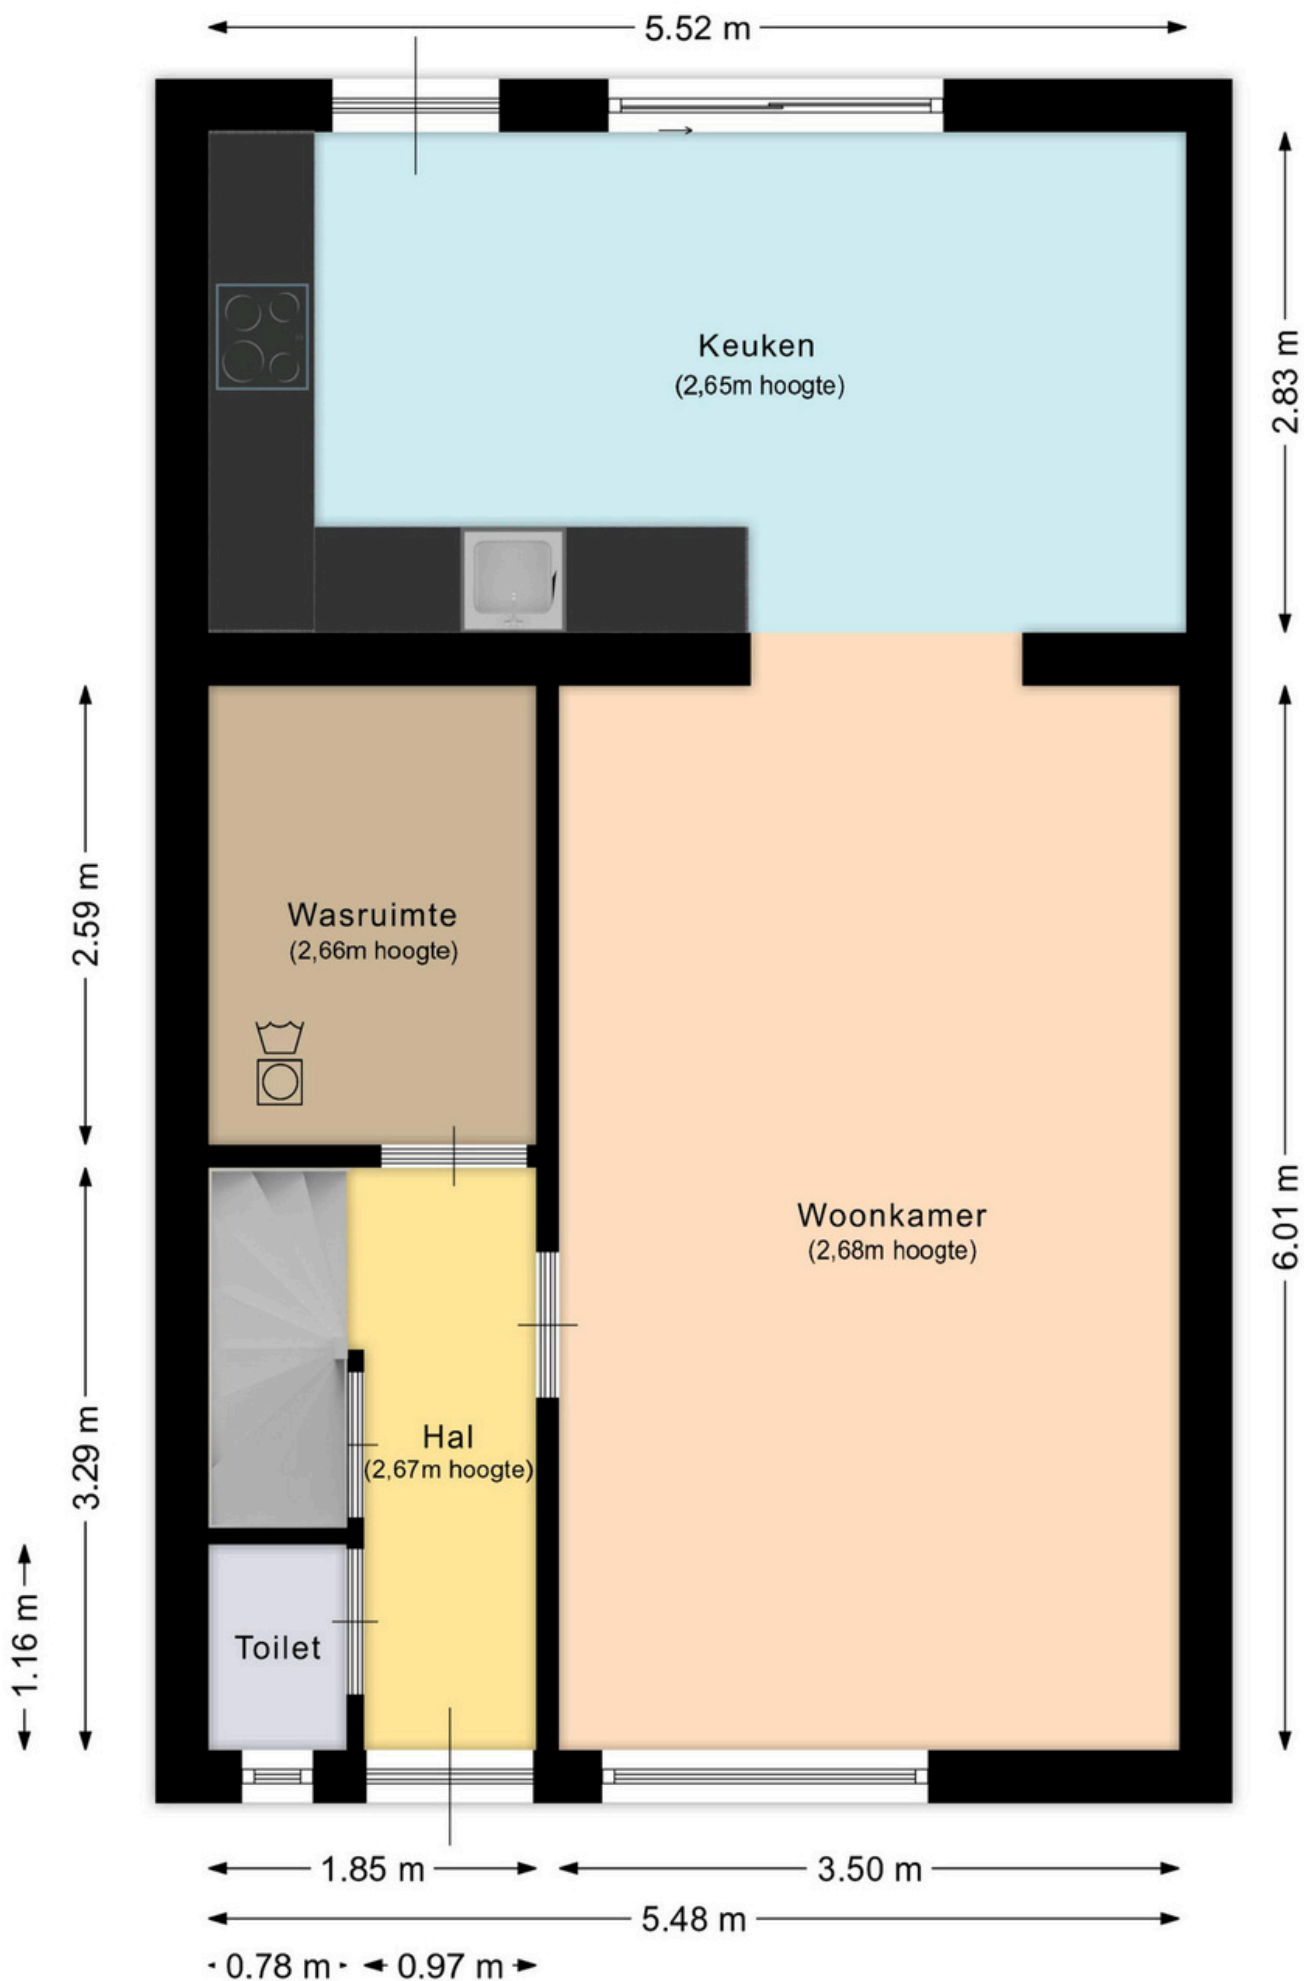 5.52 m
Keuken
(2,65m hoogte)
2.83 m
Wasruimte
(2,66m hoogte)
2.59 m
Woonkamer
(2,68m hoogte)
6.01 m
Hal
(2,67m hoogte)
3.29 m
Toilet
1.16 m
1.85 m
3.50 m
5.48 m
0.78 m
0.97 m